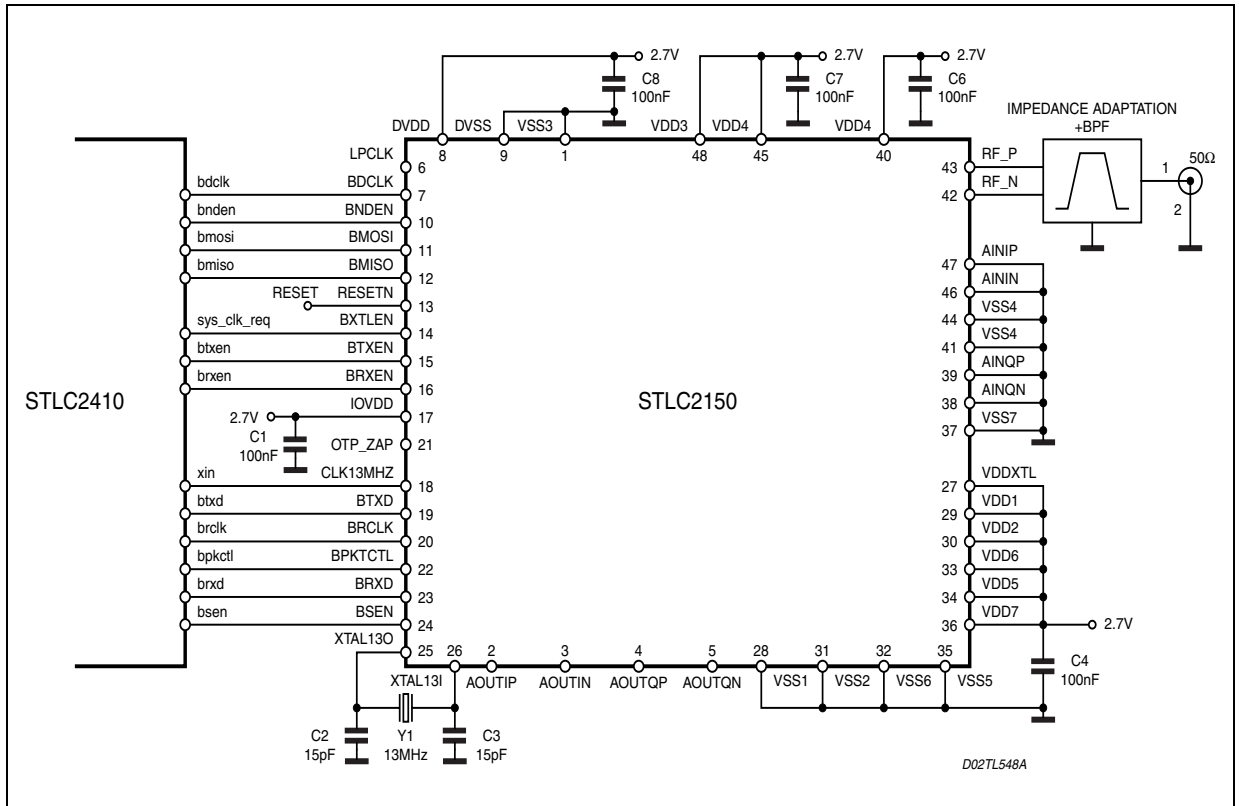 2.7V
2.7V
2.7V
C8
100nF
C7
100nF
C6
100nF
IMPEDANCE ADAPTATION
+BPF
DVDD
DVSS
VSS3
VDD3
VDD4
VDD4
8
9
1
48
45
40
LPCLK
6
bdclk
BDCLK
7
bnden
BNDEN
10
bmosi
BMOSI
11
bmiso
BMISO
12
RESET
RESETN
13
sys_clk_req
BXTLEN
14
btxen
BTXEN
15
brxen
BRXEN
16
IOVDD
17
2.7V
C1
100nF
OTP_ZAP
21
xin
CLK13MHZ
18
btxd
BTXD
19
brclk
BRCLK
20
bpkctl
BPKTCTL
22
brxd
BRXD
23
bsen
BSEN
24
XTAL13O
25
STLC2410
STLC2150
43
RF_P
42
RF_N
1
50Ω
2
47
AINIP
46
AININ
44
VSS4
41
VSS4
39
AINQP
38
AINQN
37
VSS7
27
VDDXTL
29
VDD1
30
VDD2
33
VDD6
34
VDD5
36
VDD7
2.7V
C4
100nF
26
2
3
4
5
28
31
32
35
XTAL13I
AOUTIP
AOUTIN
AOUTQP
AOUTQN
VSS1
VSS2
VSS6
VSS5
C2
15pF
Y1
13MHz
C3
15pF
D02TL548A